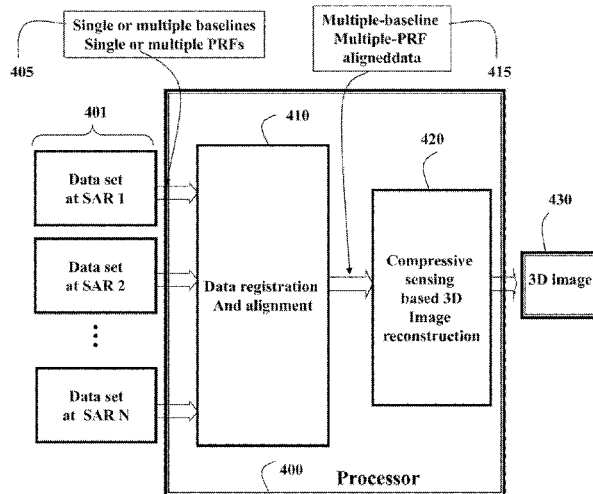 Single or multiple baselines
Single or multiple PRFs
Multiple-baseline
Multiple-PRF
aligneddata
405
415
401
410
420
430
Data set
at SAR 1
Data set
at SAR 2
Data set
at SAR N
Data registration
And alignment
Compressive
sensing
based 3D
Image
reconstruction
3D image
400
Processor